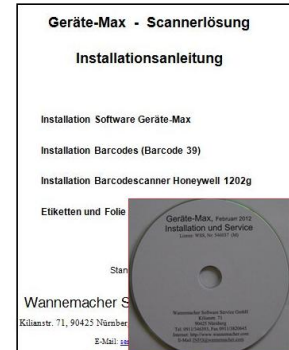 Geräte-Max - Scannerlösung
Installationsanleitung
Installation Software Geräte-Max
Installation Barcodes (Barcode 39)
Installation Barcodescanner Honeywell 1202g
Etiketten und Folie
Stan
Wannemacher S
Kilianstr. 71, 90425 Nürnber
E-Mail:
Geräte-Max, Februar 2012
Installation und Service
Wannemacher Software Service GmbH
Kilianstr. 71
90425 Nürnberg